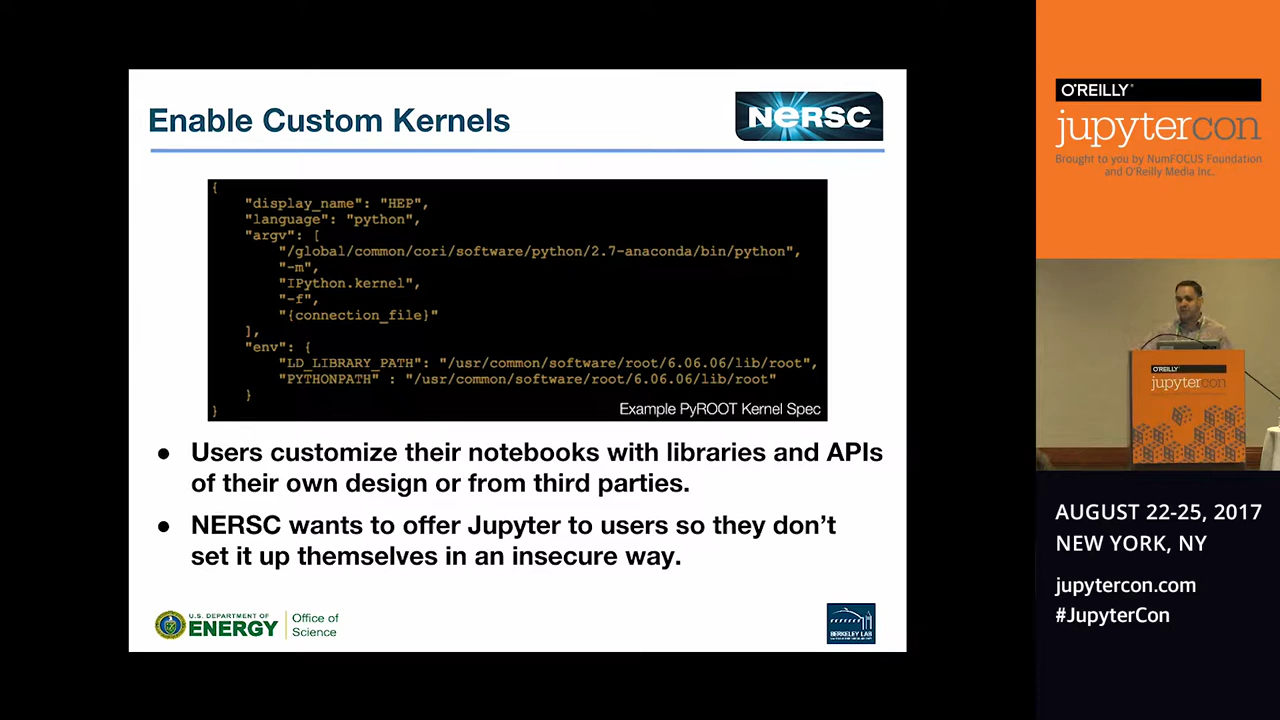 Enable Custom Kernels
NERSC
{
"display_name": "HEP",
"language": "python",
"argv": [
"/global/common/cori/software/python/2.7-anaconda/bin/python",
"-m",
"IPython.kernel",
"-f",
"{connection_file}"
],
"env": {
"LD_LIBRARY_PATH": "/usr/common/software/root/6.06.06/lib/root",
"PYTHONPATH" : "/usr/common/software/root/6.06.06/lib/root"
}
}
Example PyROOT Kernel Spec
● Users customize their notebooks with libraries and APIs
of their own design or from third parties.
● NERSC wants to offer Jupyter to users so they don't
set it up themselves in an insecure way.
U.S. DEPARTMENT OF
ENERGY
Office of
Science
BERKELEY LAB
O'REILLY®
jupytercon
Brought to you by NumFOCUS Foundation
and O'Reilly Media Inc.
O'REILLY
jupytercon
AUGUST 22-25, 2017
NEW YORK, NY
jupytercon.com
#JupyterCon